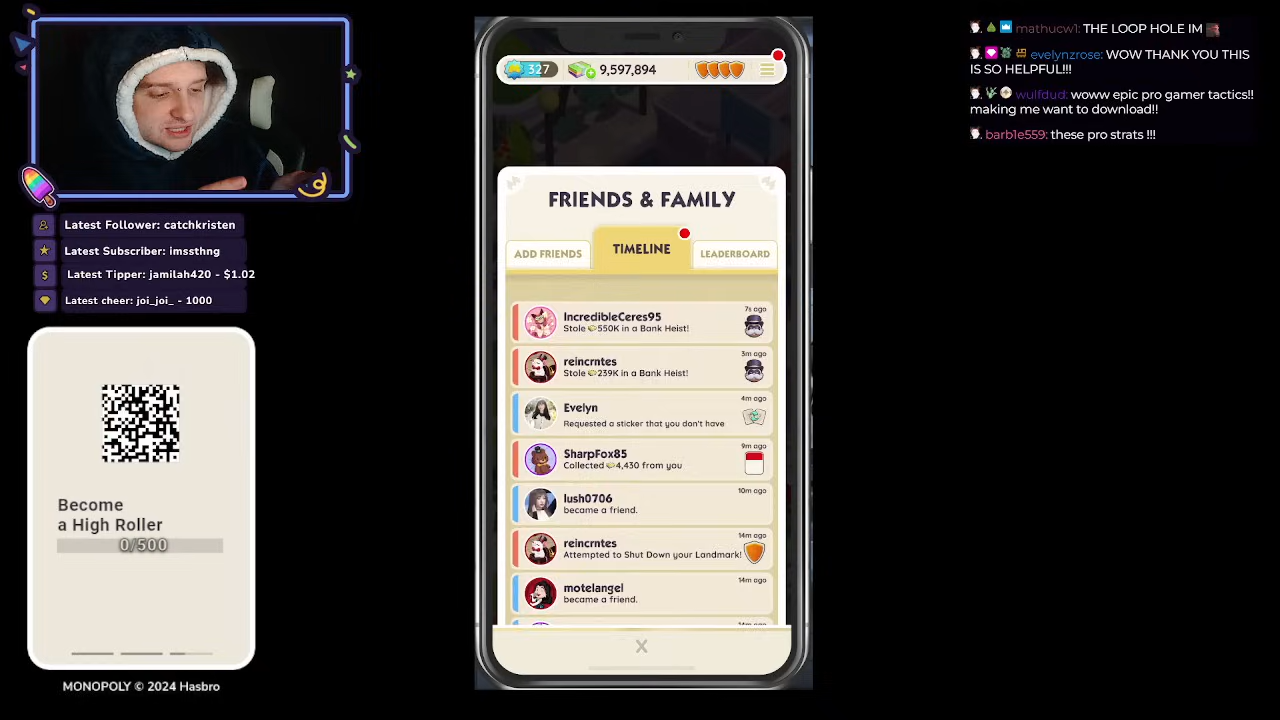 Latest Follower: catchkristen
Latest Subscriber: imssthng
Latest Tipper: jamilah420 - $1.02
Latest cheer: joi_joi_ - 1000
Become
a High Roller
0/500
MONOPOLY © 2024 Hasbro
327
9,597,894
FRIENDS & FAMILY
ADD FRIENDS
TIMELINE
LEADERBOARD
IncredibleCeres95
7s ago
Stole 550K in a Bank Heist!
reincrntes
3m ago
Stole 239K in a Bank Heist!
Evelyn
4m ago
Requested a sticker that you don't have
SharpFox85
9m ago
Collected 4,430 from you
lush0706
10m ago
became a friend.
reincrntes
14m ago
Attempted to Shut Down your Landmark!
motelangel
14m ago
became a friend.
14m ago
X
mathucw1: THE LOOP HOLE IM
evelynzrose: WOW THANK YOU THIS
IS SO HELPFUL!!!
wulfdud: woww epic pro gamer tactics!!
making me want to download!!
barb1e559: these pro strats !!!